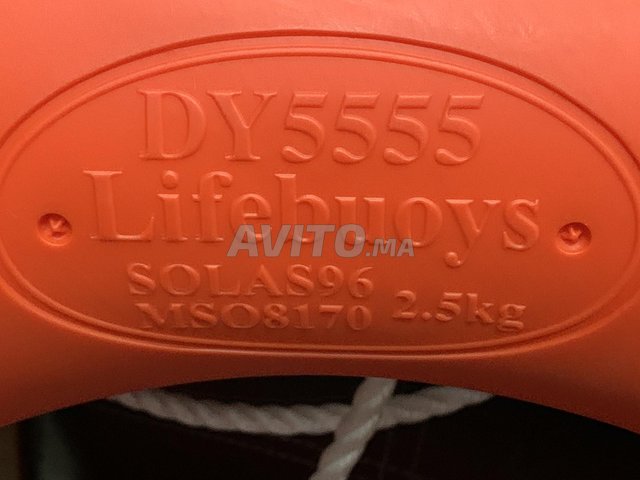 DY5555
Lifebuoys
AVITO.MA
SOLAS96
MSO8170 2.5kg